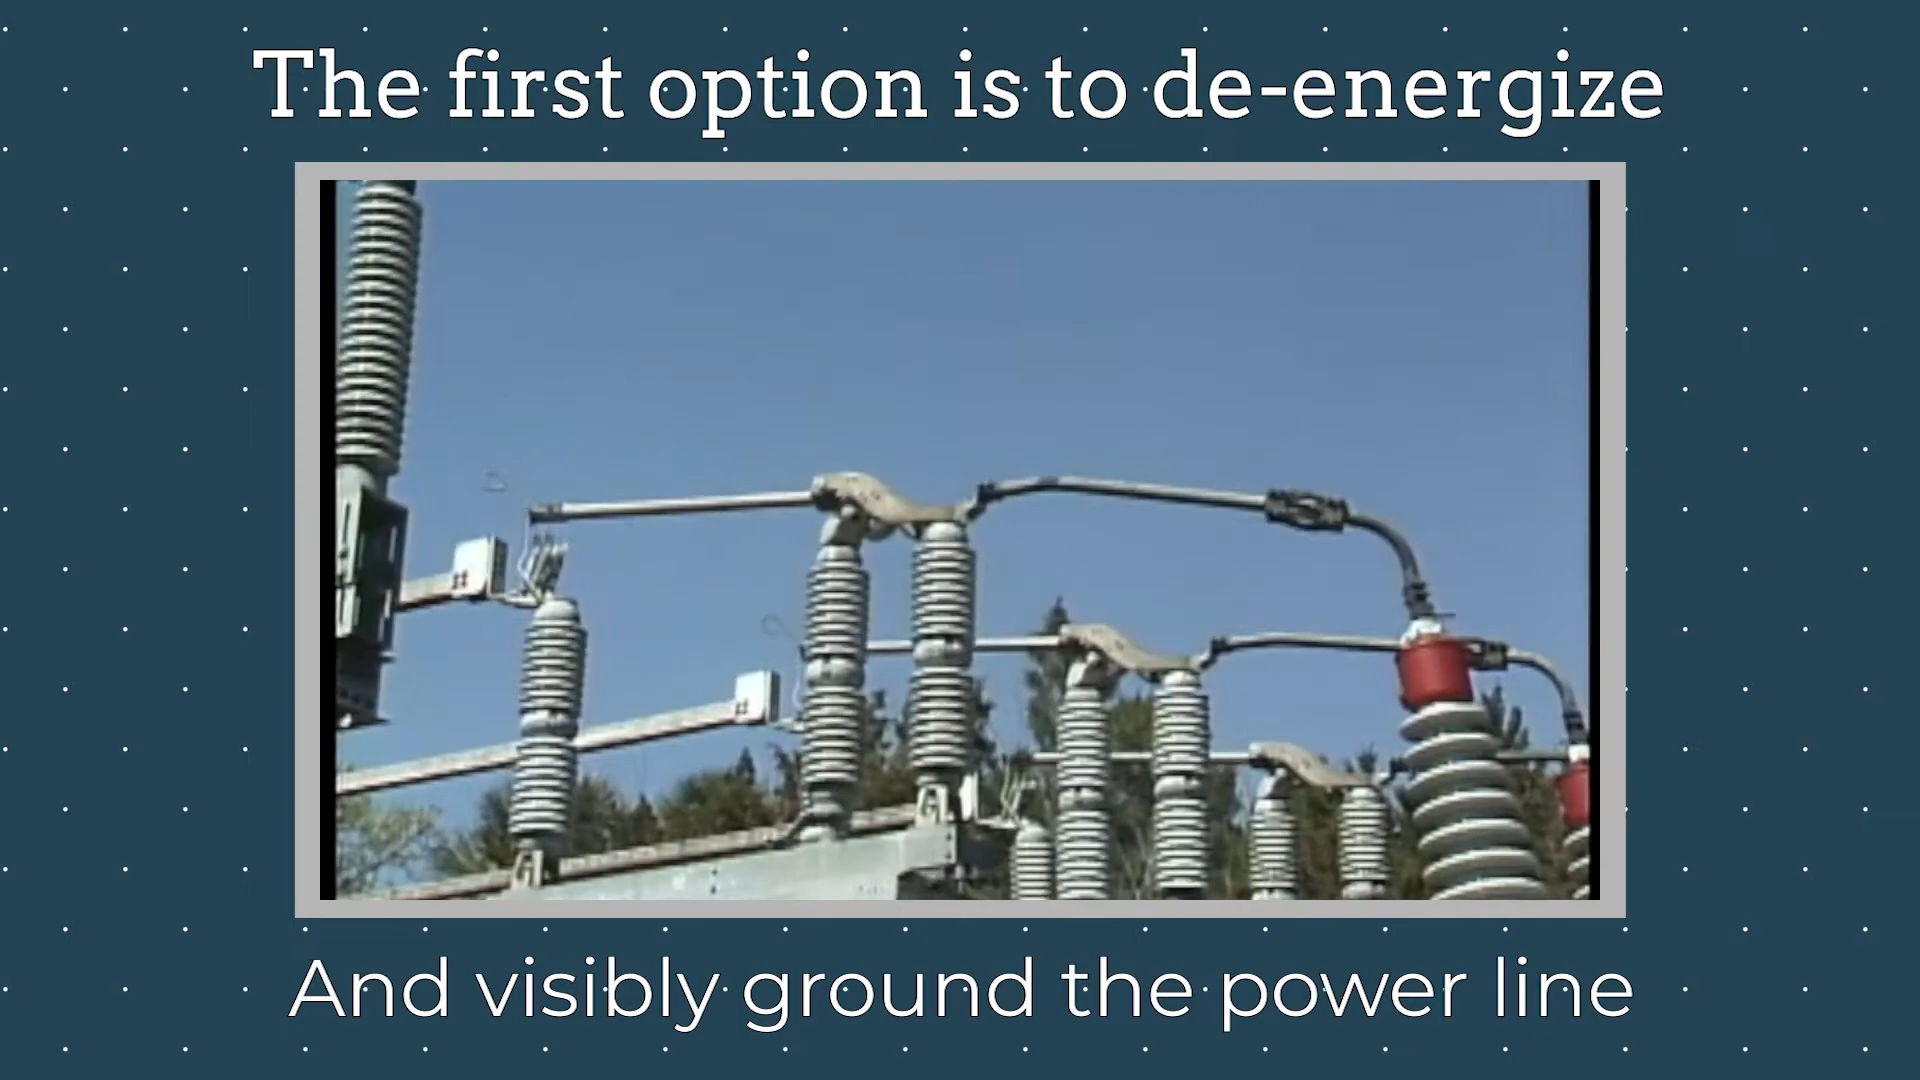 The first option is to de-energize
And visibly ground the power line